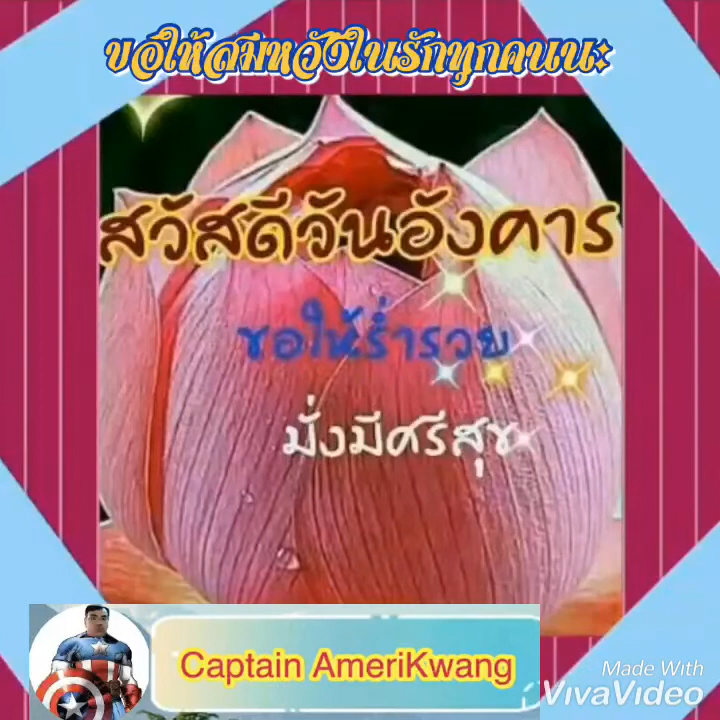 ขอให้สมหวังในรักทุกคนนะ
สวัสดีวันอังคาร
ขอให้ร่ำรวย
มั่งมีศรีสุข
Captain AmeriKwang
Made With
VivaVideo